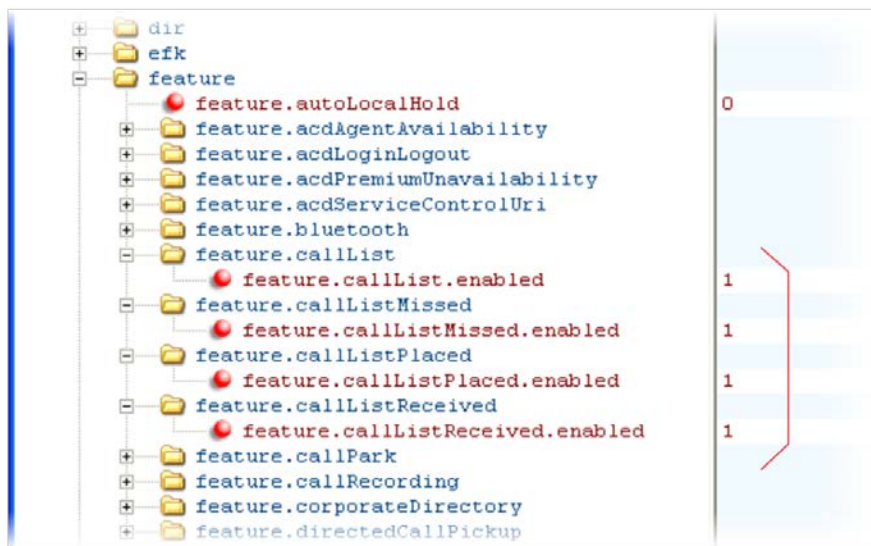 dir
efk
feature
feature.autoLocalHold 0
feature.acdAgentAvailability
feature.acdLoginLogout
feature.acdPremiumUnavailability
feature.acdServiceControlUri
feature.bluetooth
feature.callList
feature.callList.enabled 1
feature.callListMissed
feature.callListMissed.enabled 1
feature.callListPlaced
feature.callListPlaced.enabled 1
feature.callListReceived
feature.callListReceived.enabled 1
feature.callPark
feature.callRecording
feature.corporateDirectory
feature.directedCallPickup